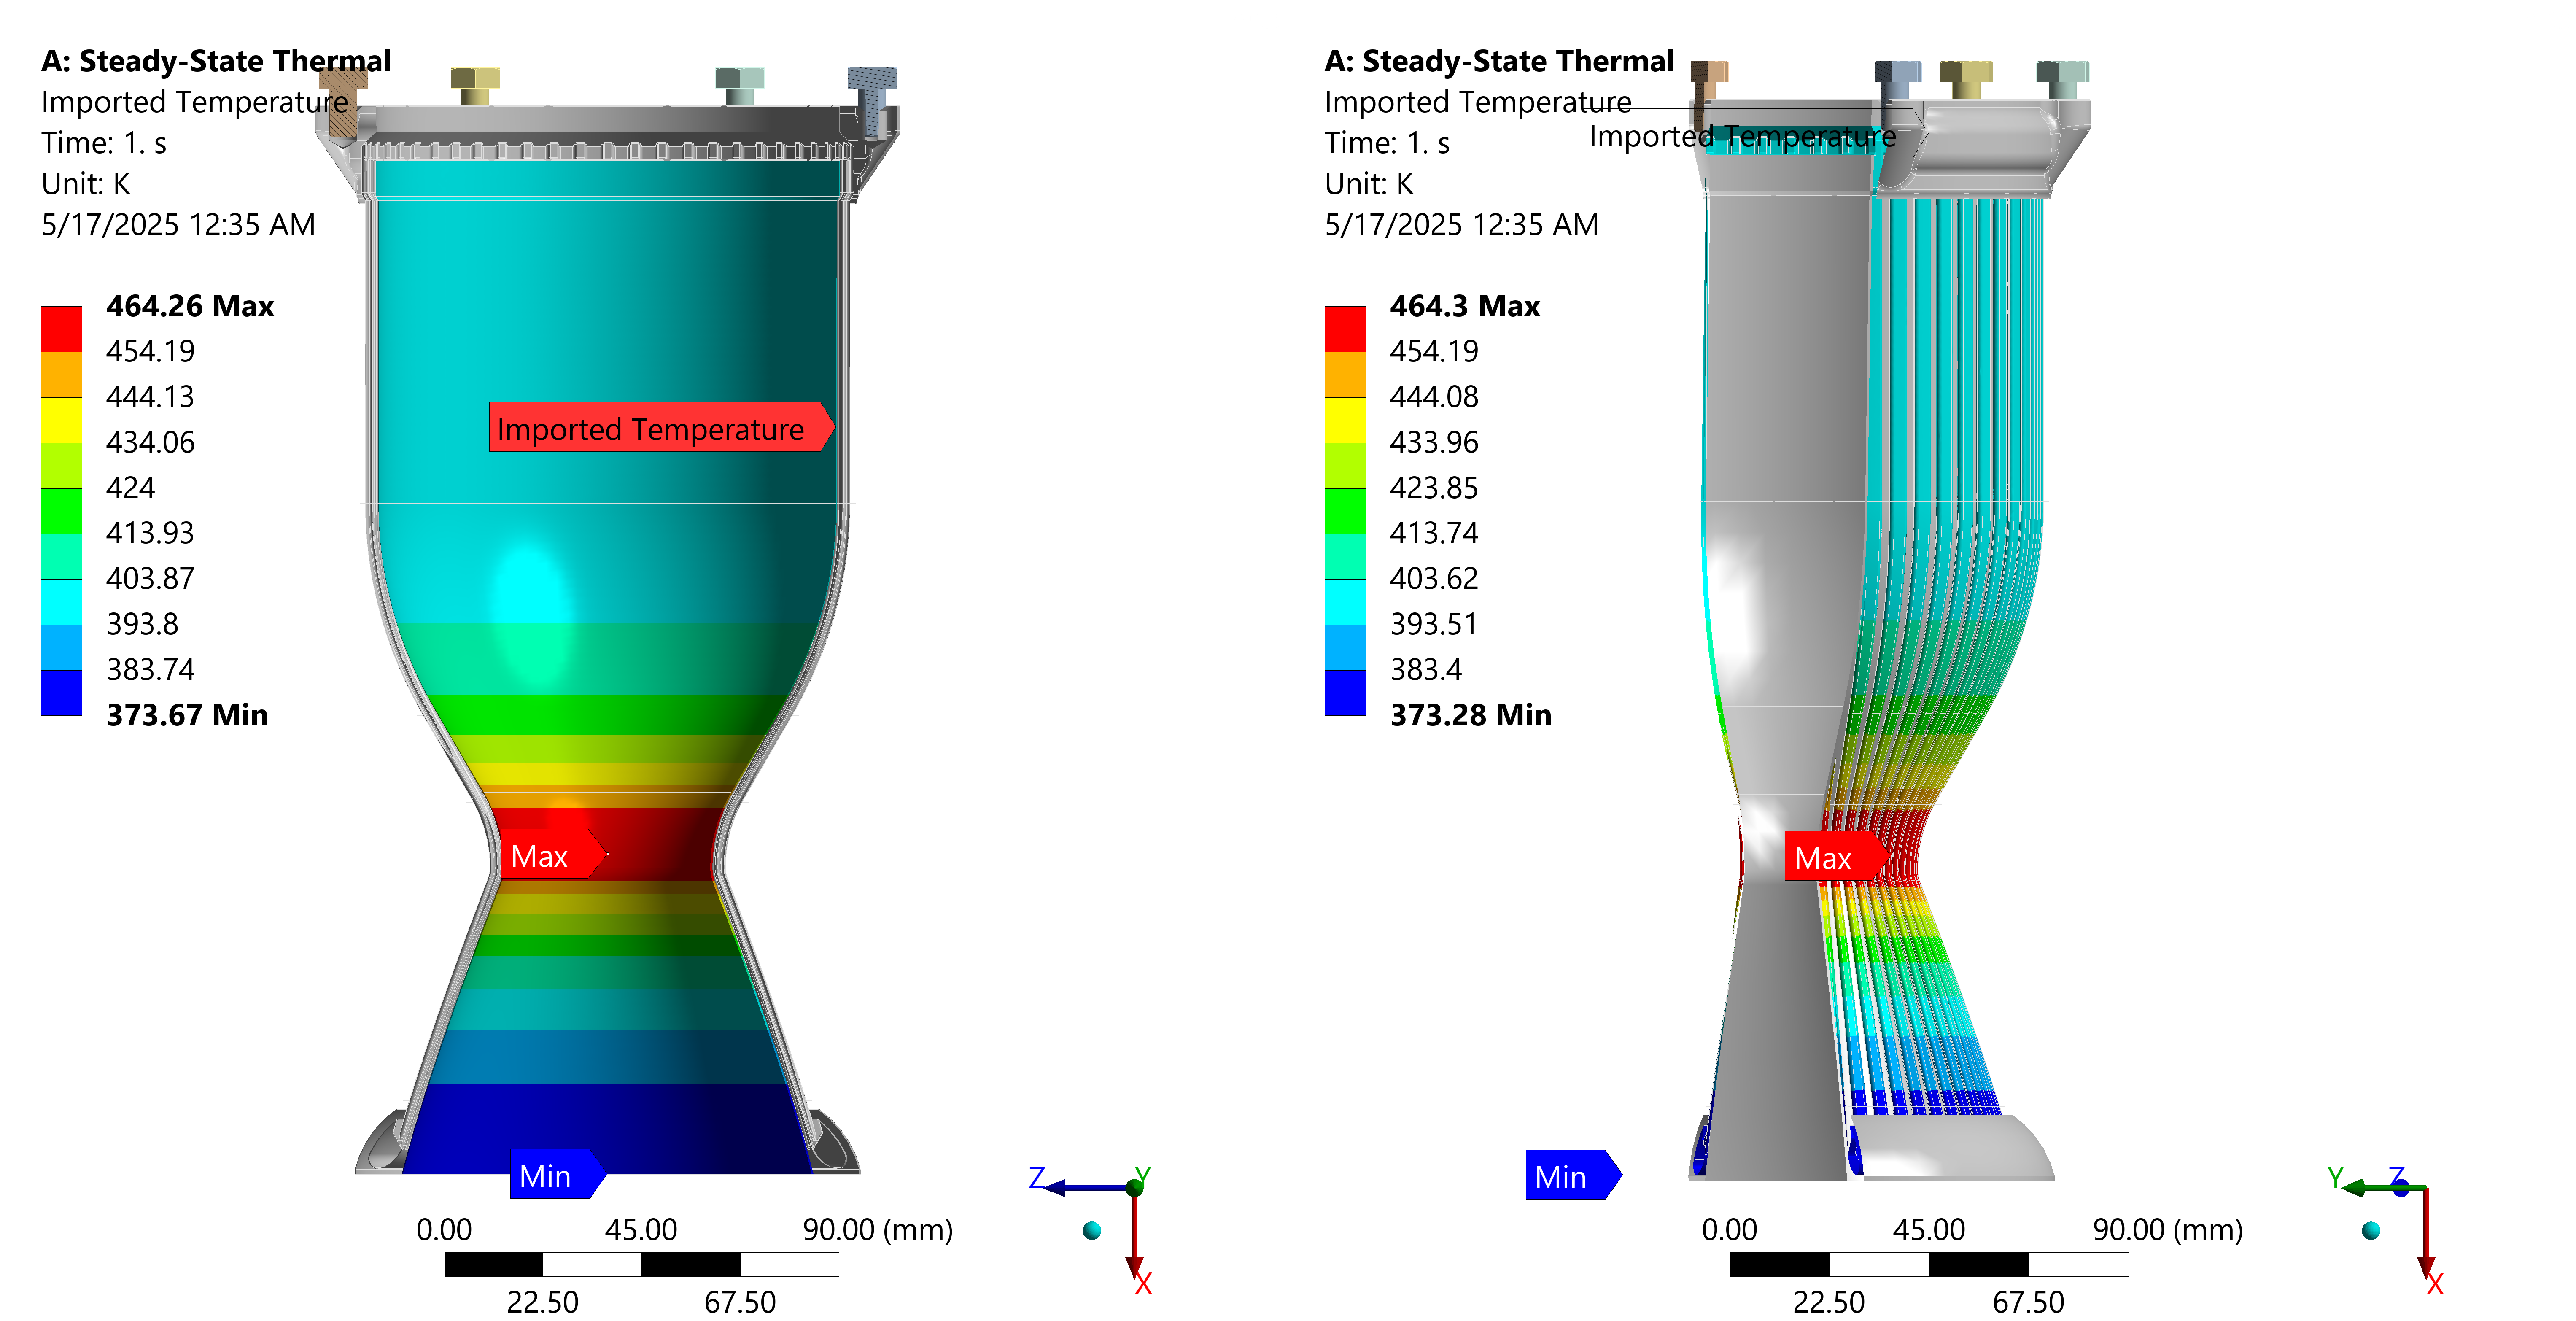 A: Steady-State Thermal
Imported Temperature
Time: 1. s
Unit: K
5/17/2025 12:35 AM
464.26 Max
454.19
444.13
434.06
424
413.93
403.87
393.8
383.74
373.67 Min
Imported Temperature
Max
Min
0.00 45.00 90.00 (mm)
22.50 67.50
Z Y
X
A: Steady-State Thermal
Imported Temperature
Time: 1. s
Unit: K
5/17/2025 12:35 AM
464.3 Max
454.19
444.08
433.96
423.85
413.74
403.62
393.51
383.4
373.28 Min
Imported Temperature
Max
Min
0.00 45.00 90.00 (mm)
22.50 67.50
Y Z
X